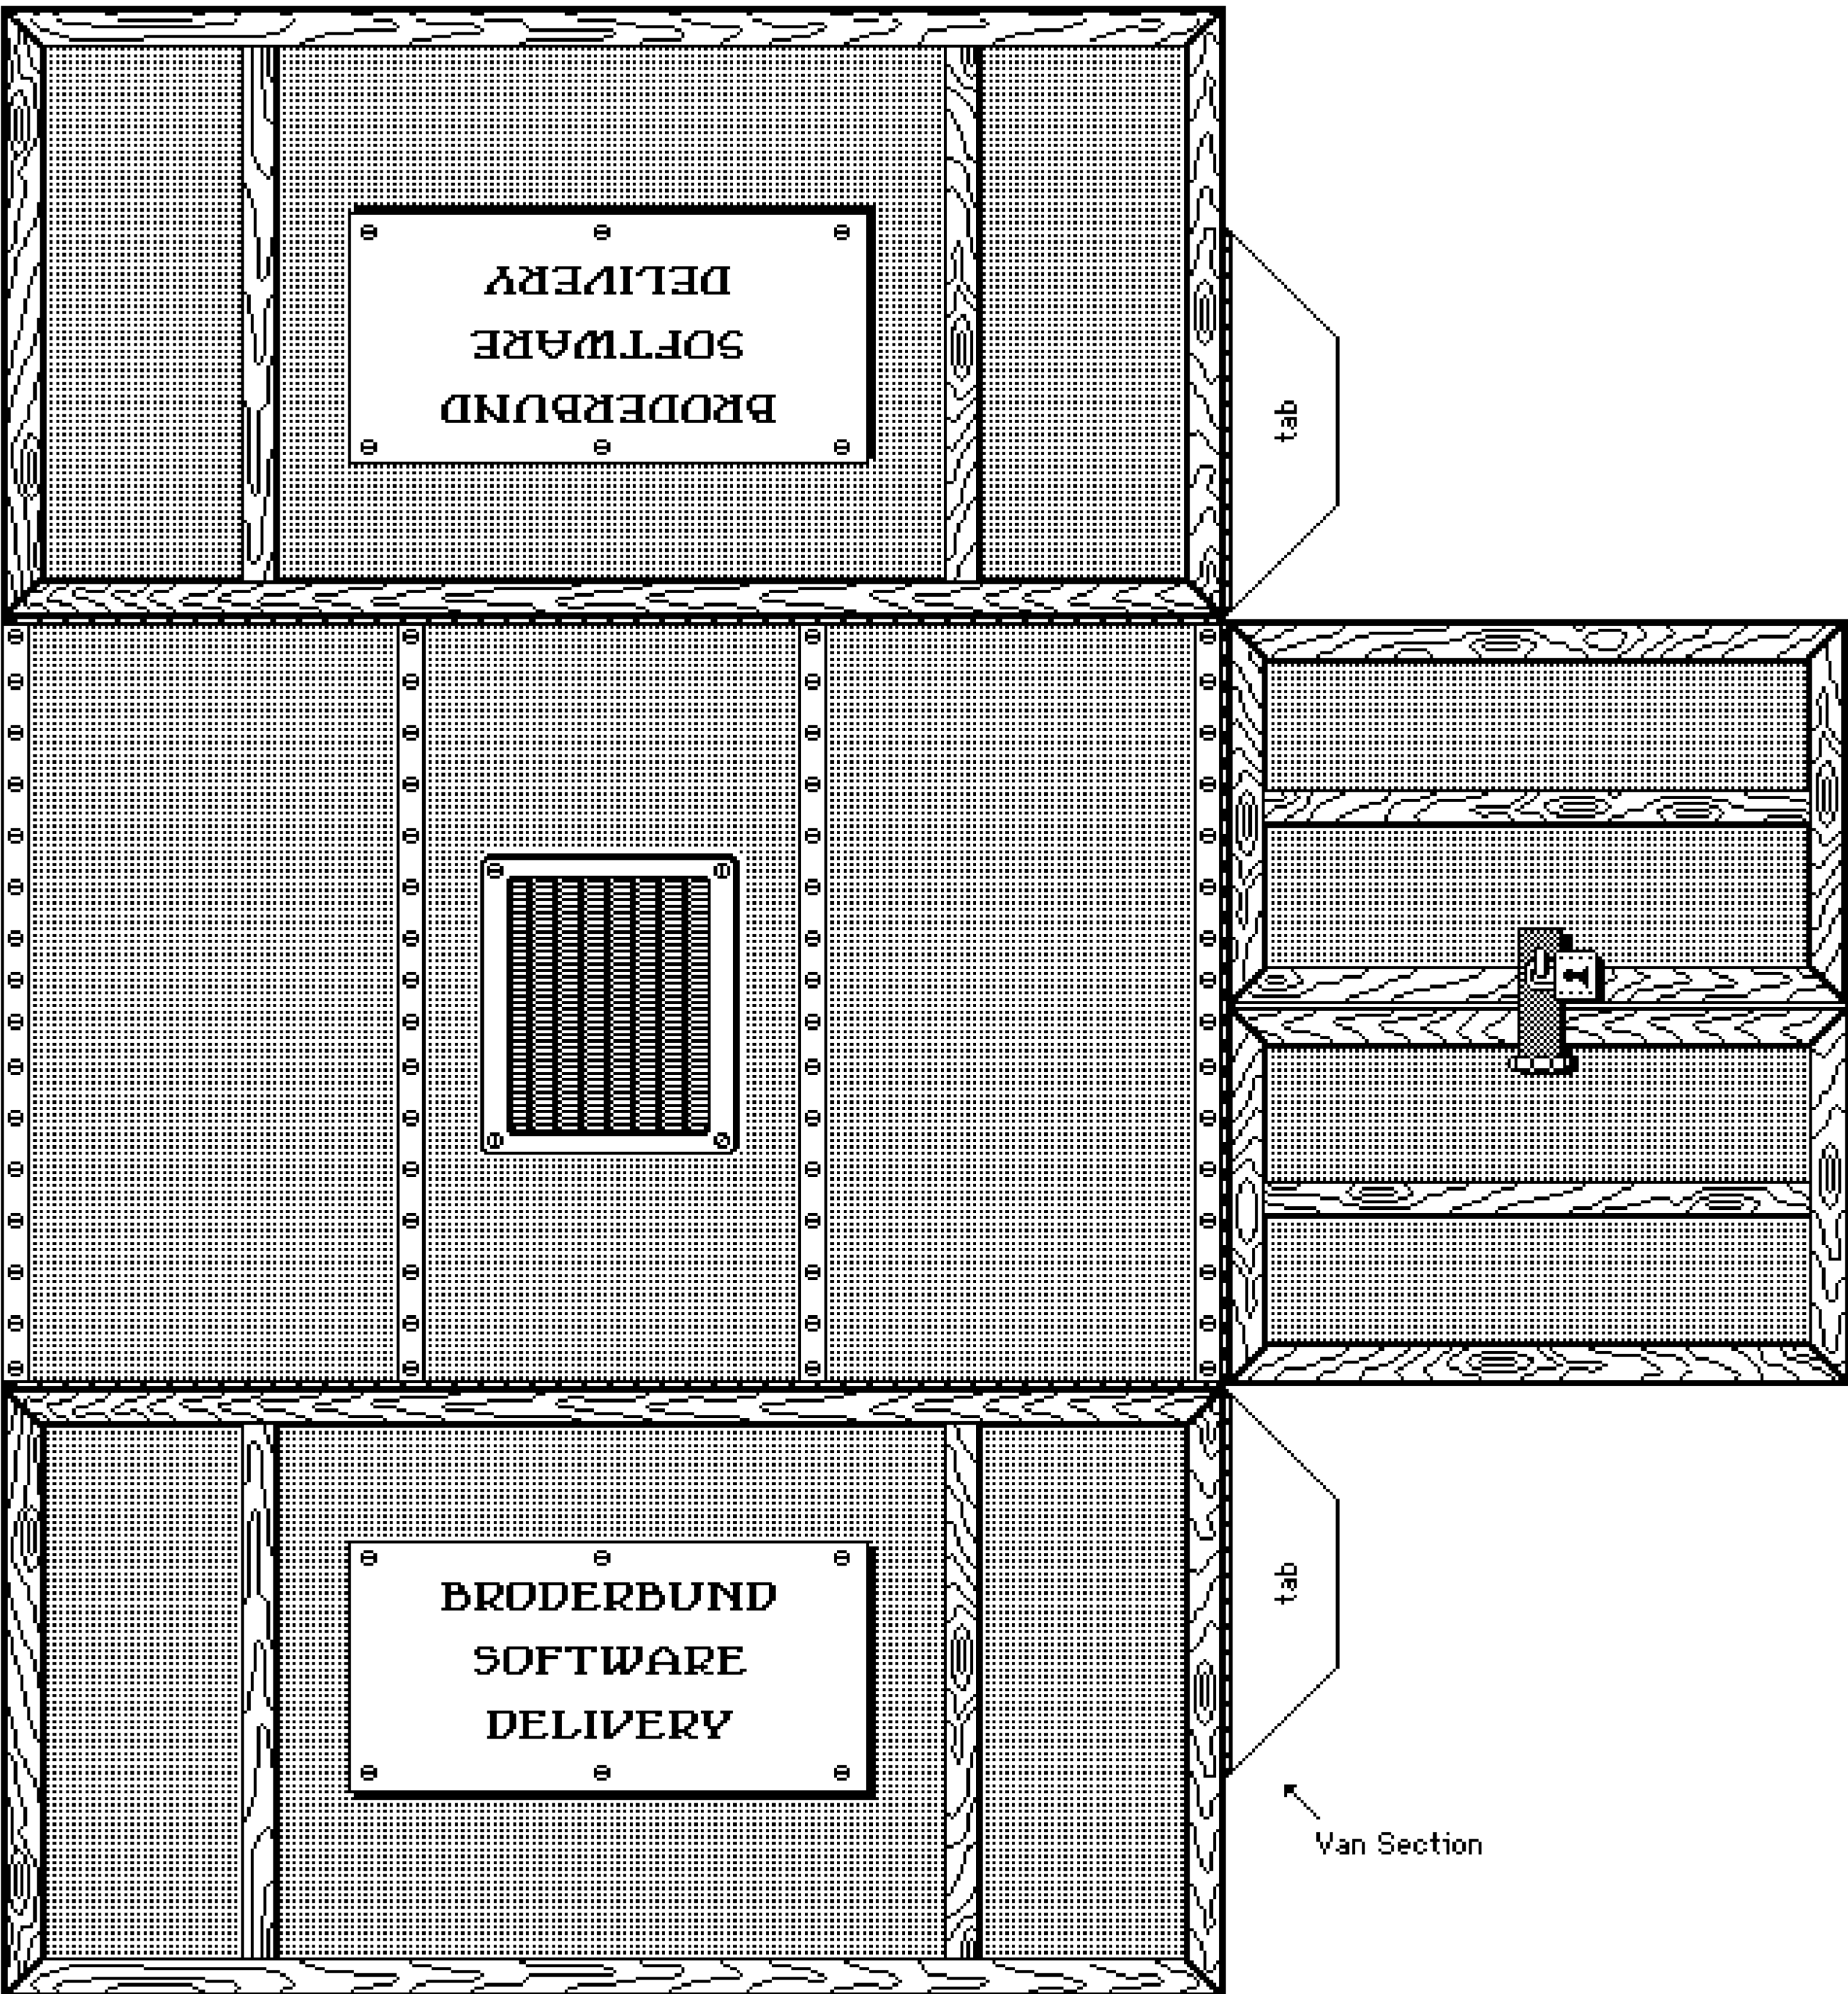 BRODERBUND
SOFTWARE
DELIVERY
tab
BRODERBUND
SOFTWARE
DELIVERY
tab
Van Section